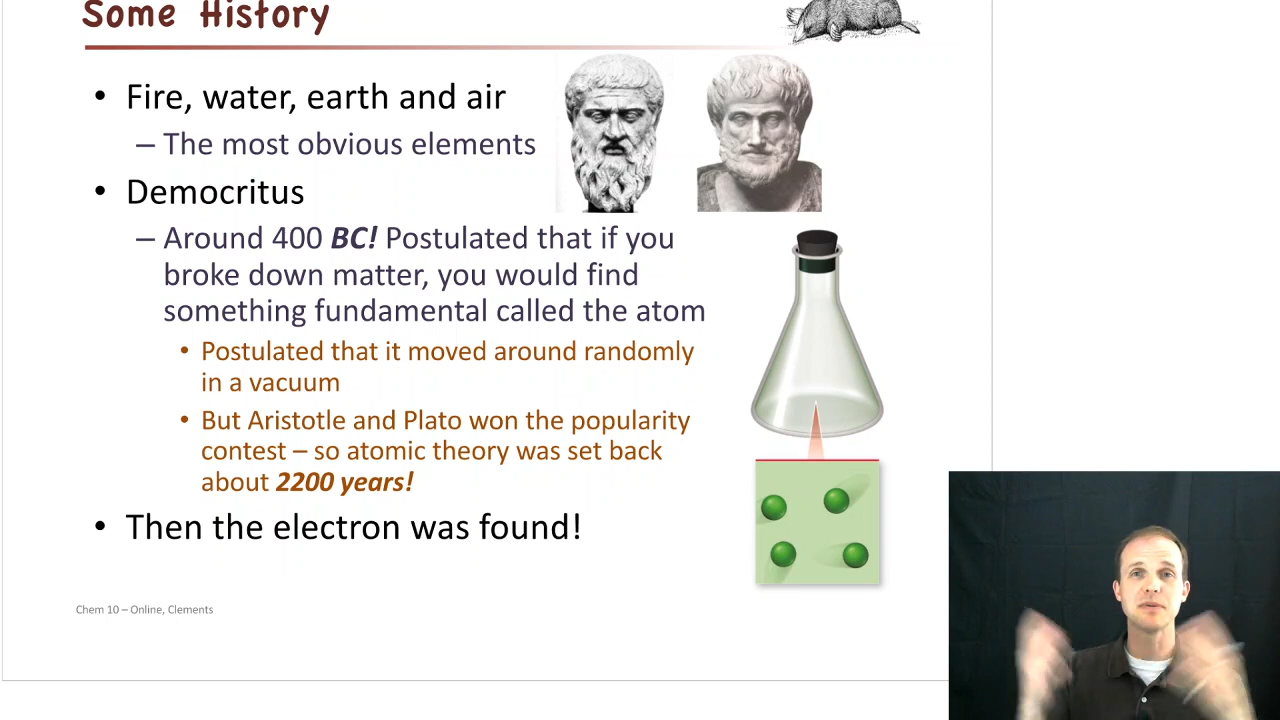 Some History
• Fire, water, earth and air
– The most obvious elements
• Democritus
– Around 400 BC! Postulated that if you
broke down matter, you would find
something fundamental called the atom
• Postulated that it moved around randomly
in a vacuum
• But Aristotle and Plato won the popularity
contest – so atomic theory was set back
about 2200 years!
• Then the electron was found!
Chem 10 – Online, Clements